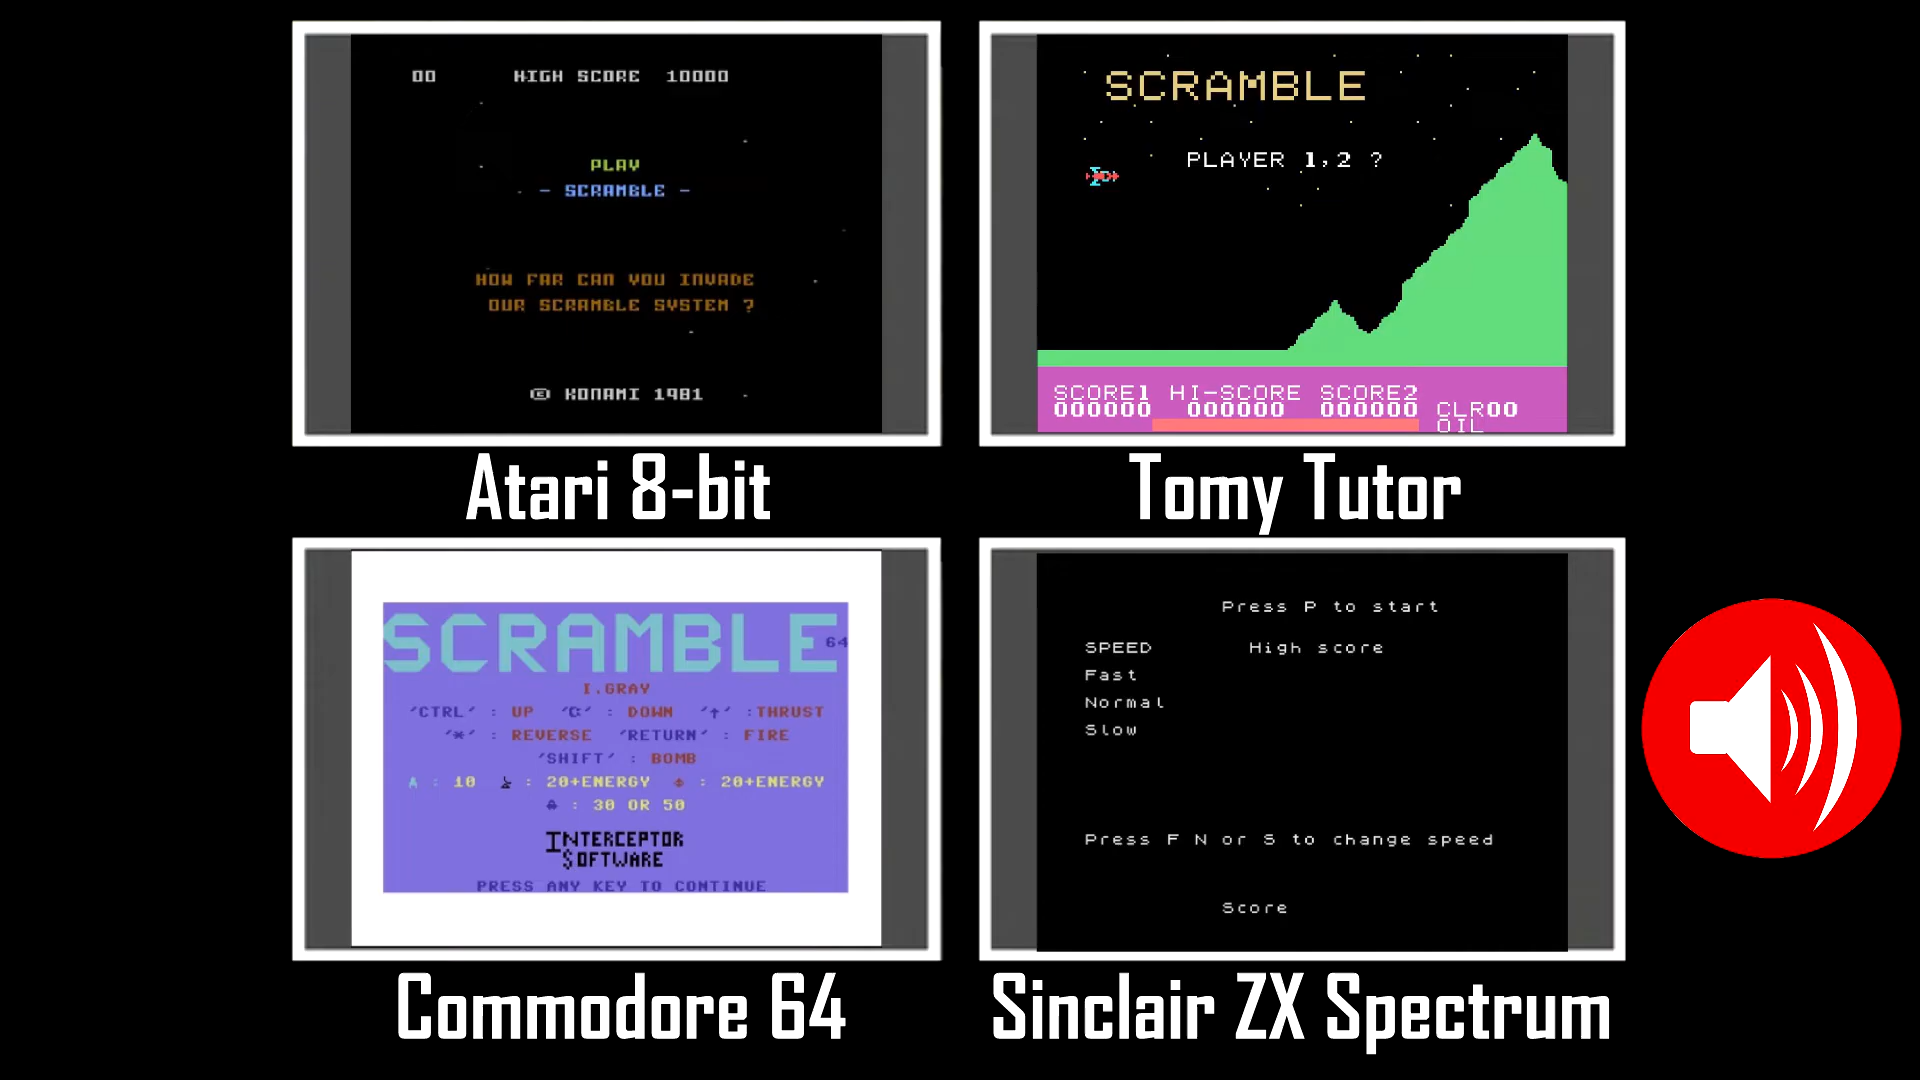 00 HIGH SCORE 10000
PLAY
- SCRAMBLE -
HOW FAR CAN YOU INVADE
OUR SCRAMBLE SYSTEM ?
© KONAMI 1981
Atari 8-bit
SCRAMBLE
PLAYER 1,2 ?
SCORE1 HI-SCORE SCORE2
000000 000000 000000 CLR00
OIL
Tomy Tutor
SCRAMBLE 64
I.GRAY
'CTRL' : UP 'C=' : DOWN '↑' :THRUST
'*' : REVERSE 'RETURN' : FIRE
'SHIFT' : BOMB
: 10 : 20+ENERGY : 20+ENERGY
: 30 OR 50
INTERCEPTOR
SOFTWARE
PRESS ANY KEY TO CONTINUE
Commodore 64
Press P to start
SPEED High score
Fast
Normal
Slow
Press F N or S to change speed
Score
Sinclair ZX Spectrum